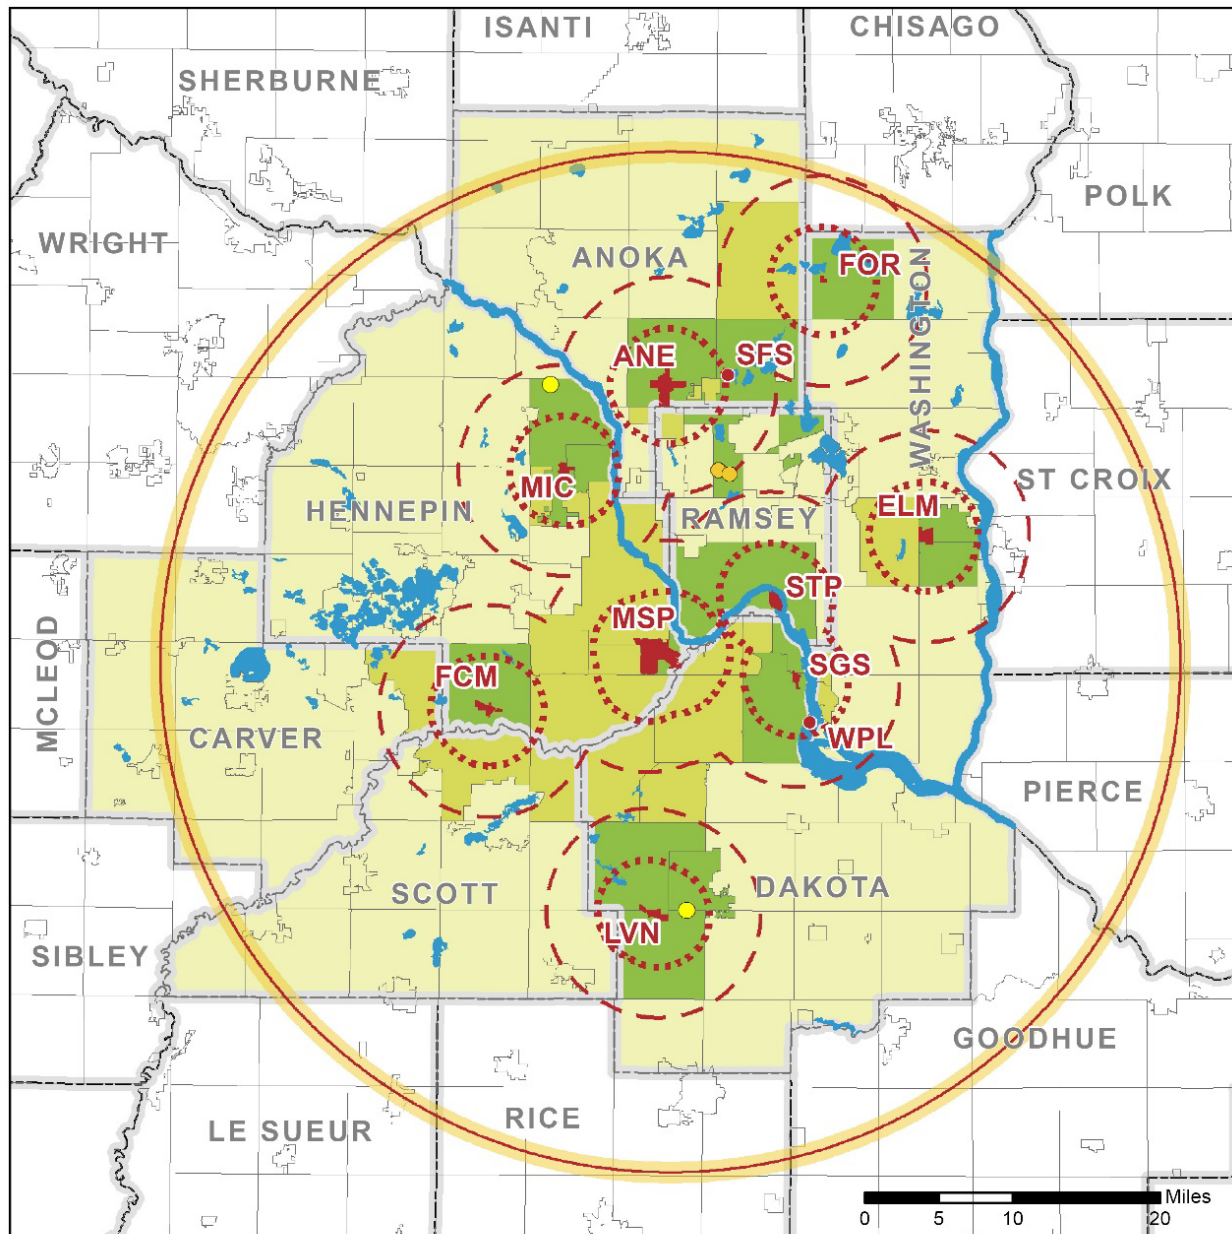 ISANTI
CHISAGO
SHERBURNE
POLK
WRIGHT
ANOKA
FOR
WASHINGTON
ANE
SFS
ST CROIX
MIC
HENNEPIN
RAMSEY
ELM
STP
MSP
MCLEOD
FCM
SGS
CARVER
WPL
PIERCE
SCOTT
DAKOTA
LVN
SIBLEY
GOODHUE
RICE
LE SUEUR
Miles
0 5 10 20